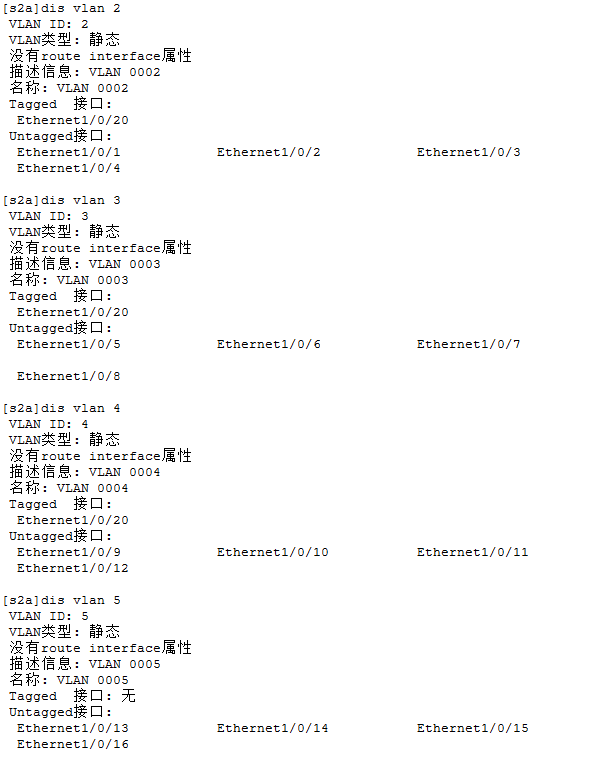 [s2a]dis vlan 2
VLAN ID: 2
VLAN类型: 静态
没有route interface属性
描述信息: VLAN 0002
名称: VLAN 0002
Tagged  接口:
Ethernet1/0/20
Untagged接口:
Ethernet1/0/1 Ethernet1/0/2 Ethernet1/0/3
Ethernet1/0/4
[s2a]dis vlan 3
VLAN ID: 3
VLAN类型: 静态
没有route interface属性
描述信息: VLAN 0003
名称: VLAN 0003
Tagged  接口:
Ethernet1/0/20
Untagged接口:
Ethernet1/0/5 Ethernet1/0/6 Ethernet1/0/7
Ethernet1/0/8
[s2a]dis vlan 4
VLAN ID: 4
VLAN类型: 静态
没有route interface属性
描述信息: VLAN 0004
名称: VLAN 0004
Tagged  接口:
Ethernet1/0/20
Untagged接口:
Ethernet1/0/9 Ethernet1/0/10 Ethernet1/0/11
Ethernet1/0/12
[s2a]dis vlan 5
VLAN ID: 5
VLAN类型: 静态
没有route interface属性
描述信息: VLAN 0005
名称: VLAN 0005
Tagged  接口: 无
Untagged接口:
Ethernet1/0/13 Ethernet1/0/14 Ethernet1/0/15
Ethernet1/0/16